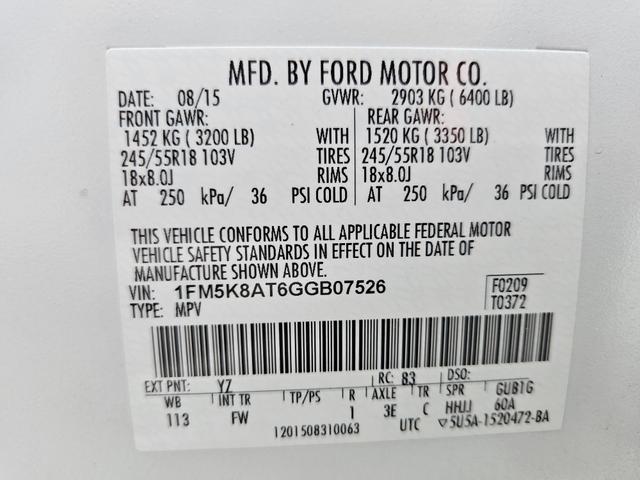 MFD. BY FORD MOTOR CO.
DATE: 08/15 GVWR: 2903 KG ( 6400 LB)
FRONT GAWR: REAR GAWR:
1452 KG ( 3200 LB) WITH 1520 KG ( 3350 LB) WITH
245/55R18 103V TIRES 245/55R18 103V TIRES
18x8.0J RIMS 18x8.0J RIMS
AT 250 kPa/ 36 PSI COLD AT 250 kPa/ 36 PSI COLD
THIS VEHICLE CONFORMS TO ALL APPLICABLE FEDERAL MOTOR
VEHICLE SAFETY STANDARDS IN EFFECT ON THE DATE OF
MANUFACTURE SHOWN ABOVE.
VIN: 1FM5K8AT6GGB07526 F0209
TYPE: MPV T0372
EXT PNT: YZ RC: 83 DSO:
WB INT TR TP/PS R AXLE TR SPR GUB1G
113 FW 1 3E C HHJJ 60A
1201508310063 UTC ▽5U5A-1520472-BA